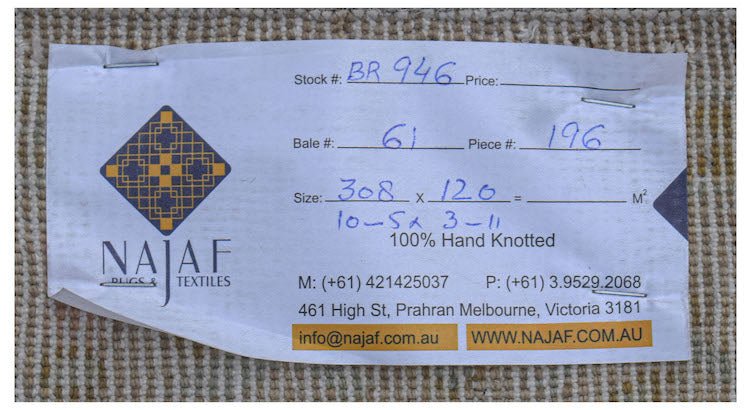 Stock #: BR 946 Price:
Bale #: 61 Piece #: 196
Size: 308 x 120 = M²
10-5 x 3-11
100% Hand Knotted
NAJAF
RUGS & TEXTILES
M: (+61) 421425037 P: (+61) 3.9529.2068
461 High St, Prahran Melbourne, Victoria 3181
info@najaf.com.au WWW.NAJAF.COM.AU